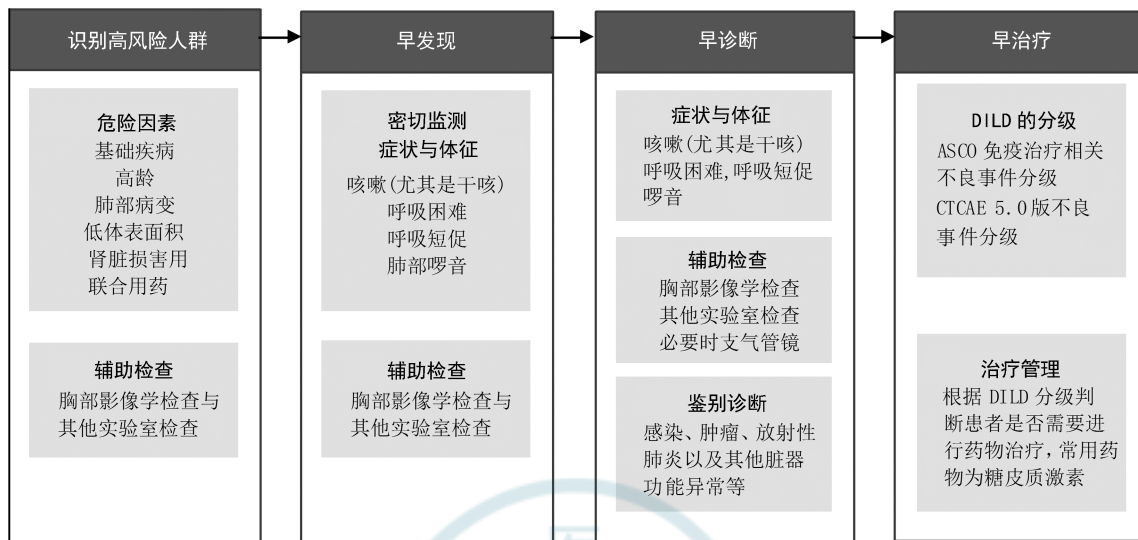 识别高风险人群
危险因素
基础疾病
高龄
肺部病变
低体表面积
肾脏损害用
联合用药
辅助检查
胸部影像学检查与
其他实验室检查
早发现
密切监测
症状与体征
咳嗽(尤其是干咳)
呼吸困难
呼吸短促
肺部啰音
辅助检查
胸部影像学检查与
其他实验室检查
早诊断
症状与体征
咳嗽(尤其是干咳)
呼吸困难,呼吸短促
啰音
辅助检查
胸部影像学检查
其他实验室检查
必要时支气管镜
鉴别诊断
感染、肿瘤、放射性
肺炎以及其他脏器
功能异常等
早治疗
DILD 的分级
ASCO 免疫治疗相关
不良事件分级
CTCAE 5.0 版不良
事件分级
治疗管理
根据 DILD 分级判
断患者是否需要进
行药物治疗,常用药
物为糖皮质激素